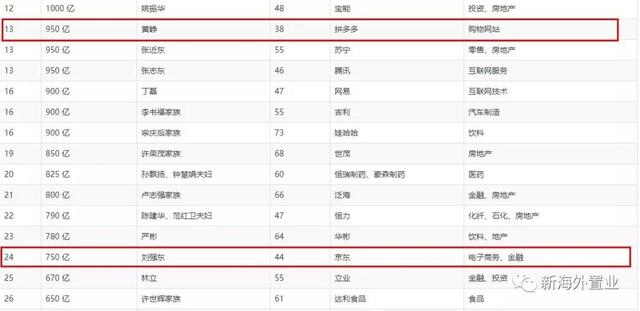 12 1000 亿 姚振华 48 宝能 投资、房地产
13 950 亿 黄峥 38 拼多多 购物网站
13 950 亿 张近东 55 苏宁 零售、房地产
13 950 亿 张志东 46 腾讯 互联网服务
16 900 亿 丁磊 47 网易 互联网技术
16 900 亿 李书福家族 55 吉利 汽车制造
16 900 亿 宗庆后家族 73 娃哈哈 饮料
19 850 亿 许荣茂家族 68 世茂 房地产
20 825 亿 孙飘扬、钟慧娟夫妇 60 恒瑞制药、豪森制药 医药
21 800 亿 卢志强家族 66 泛海 金融、房地产
22 790 亿 陈建华、范红卫夫妇 47 恒力 化纤、石化、房地产
23 780 亿 严彬 64 华彬 饮料、地产
24 750 亿 刘强东 44 京东 电子商务、金融
25 670 亿 林立 55 立业 金融、投资
26 650 亿 许世辉家族 61 达利食品 食品
新海外置业